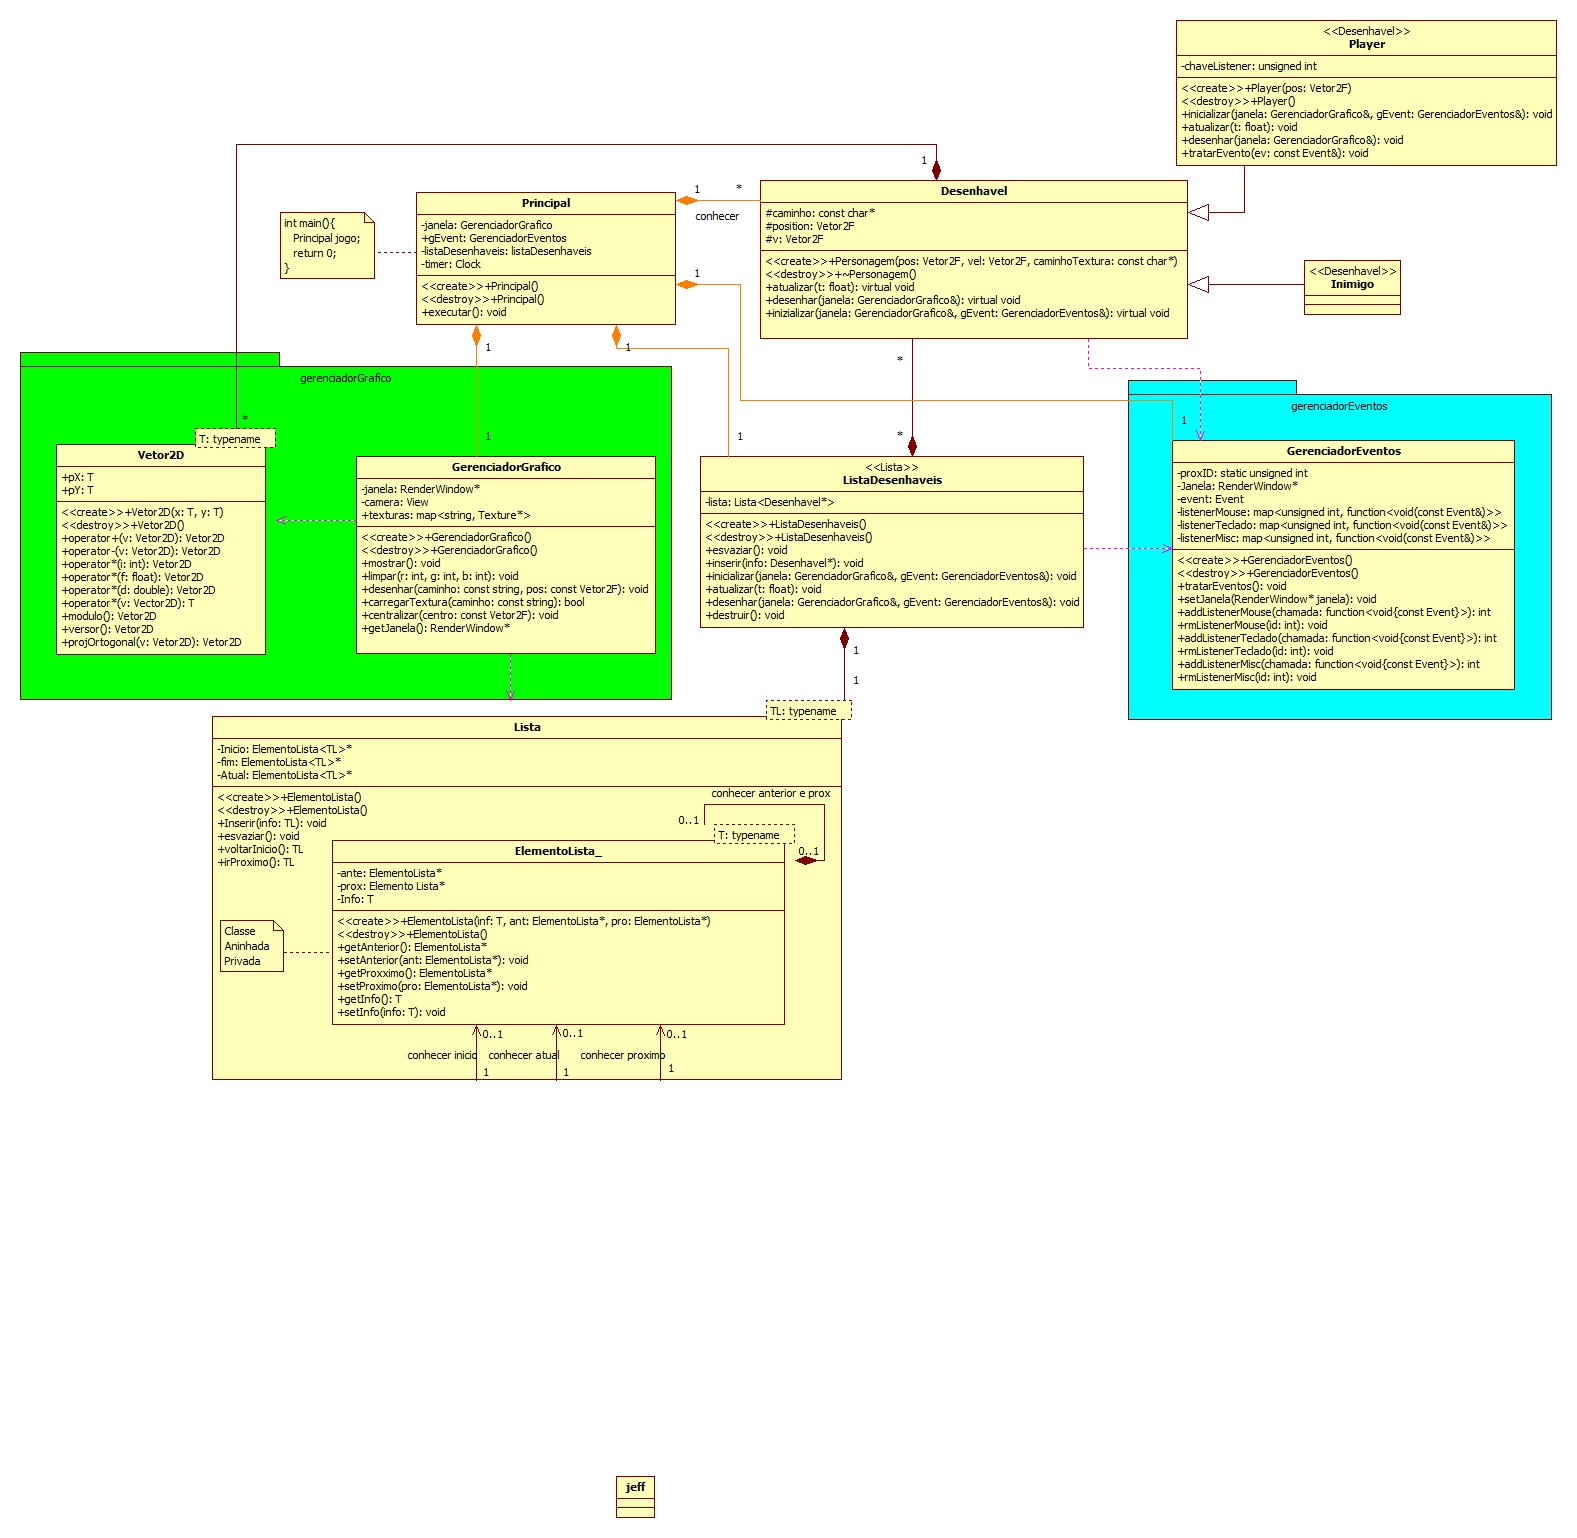 <<Desenhavel>>
Player
-chaveListener: unsigned int
<<create>>+Player(pos: Vetor2F)
<<destroy>>+Player()
+inicializar(janela: GerenciadorGrafico&, gEvent: GerenciadorEventos&): void
+atualizar(t: float): void
+desenhar(janela: GerenciadorGrafico&): void
+tratarEvento(ev: const Event&): void
1
int main(){
Principal jogo;
return 0;
}
Principal
-janela: GerenciadorGrafico
+gEvent: GerenciadorEventos
-listaDesenhaveis: listaDesenhaveis
-timer: Clock
<<create>>+Principal()
<<destroy>>+Principal()
+executar(): void
1
*
conhecer
1
1
1
Desenhavel
#caminho: const char*
#position: Vetor2F
#v: Vetor2F
<<create>>+Personagem(pos: Vetor2F, vel: Vetor2F, caminhoTextura: const char*)
<<destroy>>+~Personagem()
+atualizar(t: float): virtual void
+desenhar(janela: GerenciadorGrafico&): virtual void
+inizializar(janela: GerenciadorGrafico&, gEvent: GerenciadorEventos&): virtual void
<<Desenhavel>>
Inimigo
*
*
gerenciadorGrafico
*
T: typename
Vetor2D
+pX: T
+pY: T
<<create>>+Vetor2D(x: T, y: T)
<<destroy>>+Vetor2D()
+operator+(v: Vetor2D): Vetor2D
+operator-(v: Vetor2D): Vetor2D
+operator*(i: int): Vetor2D
+operator*(f: float): Vetor2D
+operator*(d: double): Vetor2D
+operator*(v: Vector2D): T
+modulo(): Vetor2D
+versor(): Vetor2D
+projOrtogonal(v: Vetor2D): Vetor2D
1
GerenciadorGrafico
-janela: RenderWindow*
-camera: View
+texturas: map<string, Texture*>
<<create>>+GerenciadorGrafico()
<<destroy>>+GerenciadorGrafico()
+mostrar(): void
+limpar(r: int, g: int, b: int): void
+desenhar(caminho: const string, pos: const Vetor2F): void
+carregarTextura(caminho: const string): bool
+centralizar(centro: const Vetor2F): void
+getJanela(): RenderWindow*
1
<<Lista>>
ListaDesenhaveis
-lista: Lista<Desenhavel*>
<<create>>+ListaDesenhaveis()
<<destroy>>+ListaDesenhaveis()
+esvaziar(): void
+inserir(info: Desenhavel*): void
+inicializar(janela: GerenciadorGrafico&, gEvent: GerenciadorEventos&): void
+atualizar(t: float): void
+desenhar(janela: GerenciadorGrafico&, gEvent: GerenciadorEventos&): void
+destruir(): void
1
1
gerenciadorEventos
1
GerenciadorEventos
-proxID: static unsigned int
-Janela: RenderWindow*
-event: Event
-listenerMouse: map<unsigned int, function<void(const Event&)>>
-listenerTeclado: map<unsigned int, function<void(const Event&)>>
-listenerMisc: map<unsigned int, function<void(const Event&)>>
<<create>>+GerenciadorEventos()
<<destroy>>+GerenciadorEventos()
+tratarEventos(): void
+setJanela(RenderWindow* janela): void
+addListenerMouse(chamada: function<void{const Event}>): int
+rmListenerMouse(id: int): void
+addListenerTeclado(chamada: function<void{const Event}>): int
+rmListenerTeclado(id: int): void
+addListenerMisc(chamada: function<void{const Event}>): int
+rmListenerMisc(id: int): void
TL: typename
Lista
-Inicio: ElementoLista<TL>*
-fim: ElementoLista<TL>*
-Atual: ElementoLista<TL>*
<<create>>+ElementoLista()
<<destroy>>+ElementoLista()
+Inserir(info: TL): void
+esvaziar(): void
+voltarInicio(): TL
+irProximo(): TL
conhecer anterior e prox
0..1
0..1
T: typename
ElementoLista_
-ante: ElementoLista*
-prox: Elemento Lista*
-Info: T
<<create>>+ElementoLista(inf: T, ant: ElementoLista*, pro: ElementoLista*)
<<destroy>>+ElementoLista()
+getAnterior(): ElementoLista*
+setAnterior(ant: ElementoLista*): void
+getProxximo(): ElementoLista*
+setProximo(pro: ElementoLista*): void
+getInfo(): T
+setInfo(info: T): void
Classe
Aninhada
Privada
0..1
0..1
0..1
conhecer inicio
conhecer atual
conhecer proximo
1
1
1
jeff